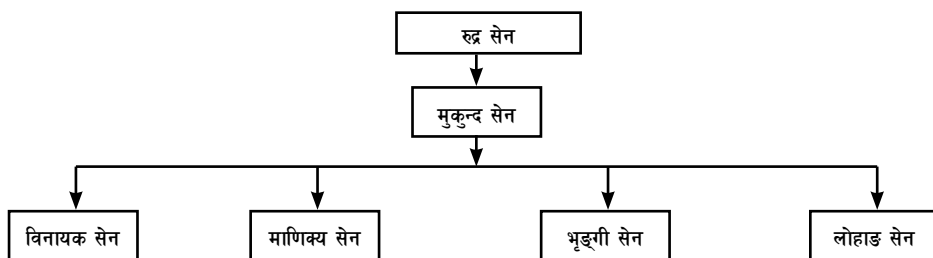 रुद्र सेन
मुकुन्द सेन
विनायक सेन
माणिक्य सेन
भृङ्गी सेन
लोहाङ सेन